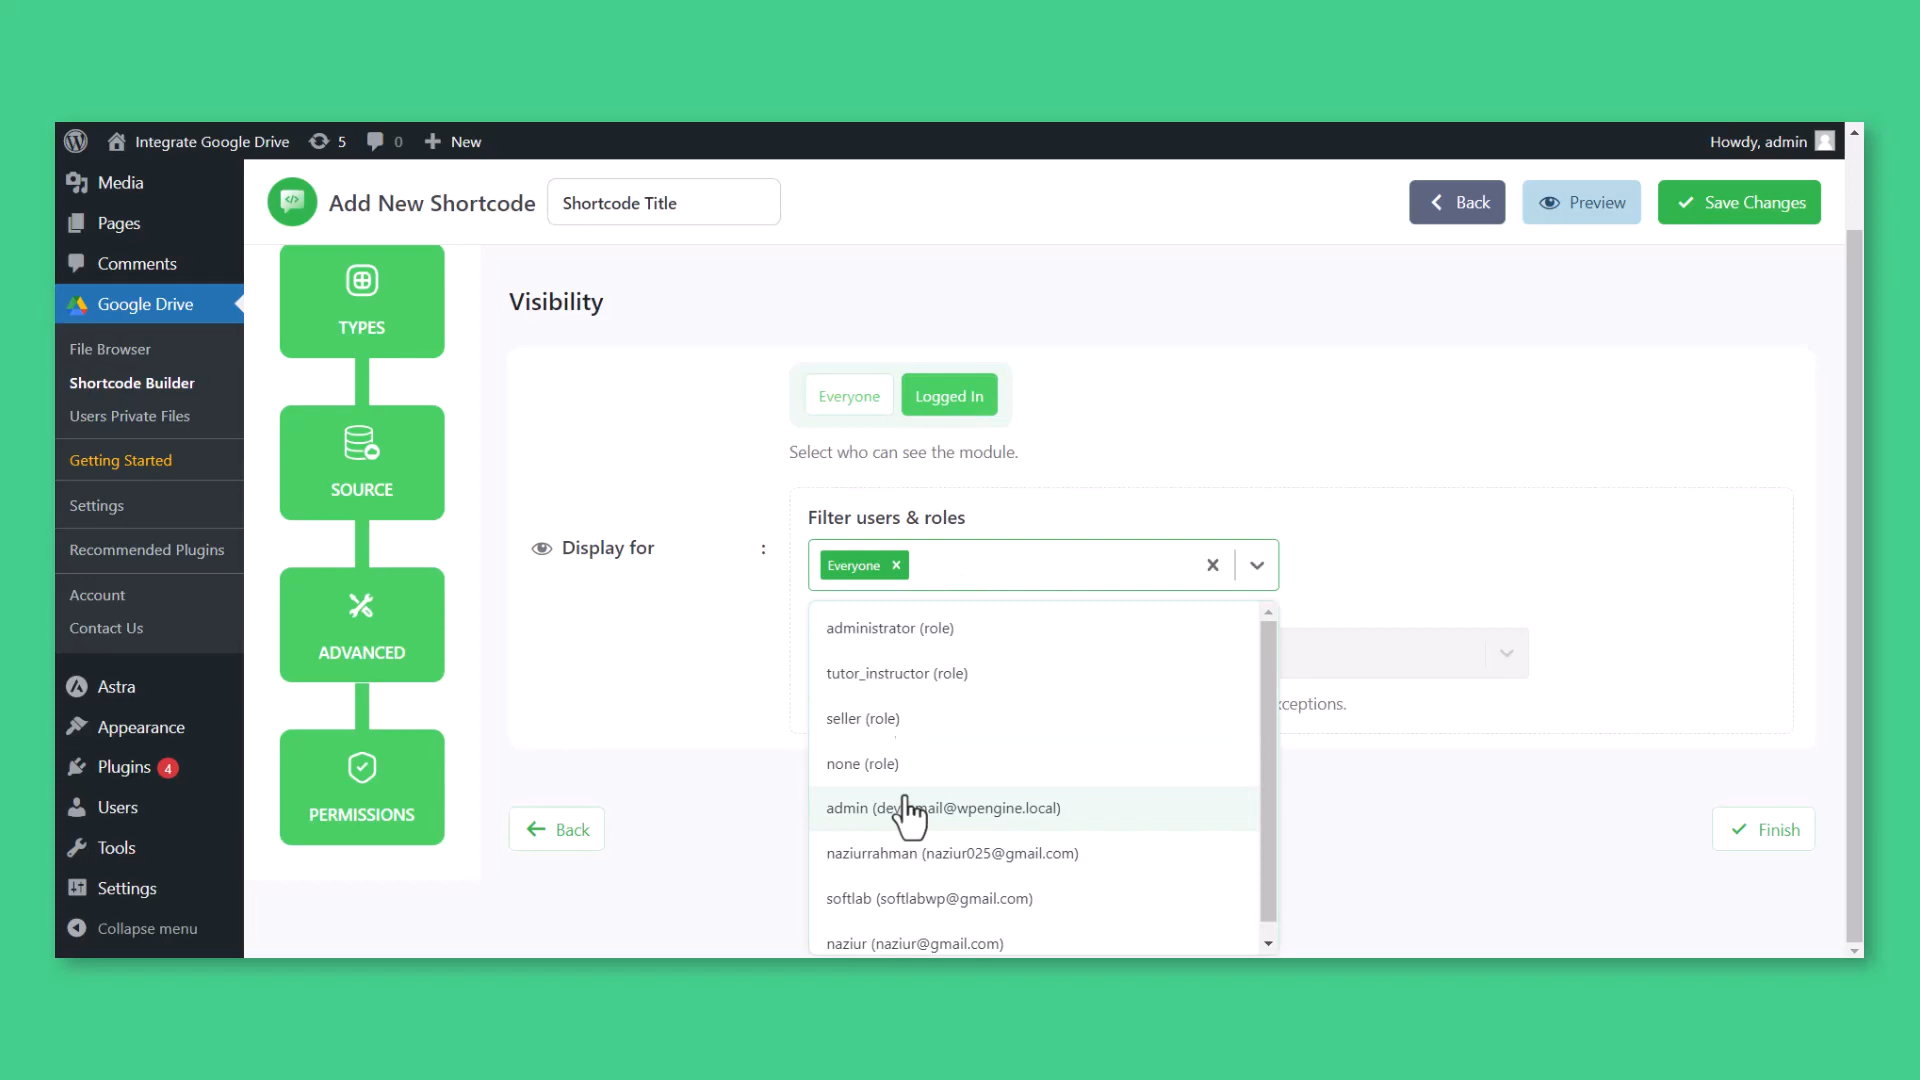 Integrate Google Drive 5 0 New Howdy, admin
Media
Pages
Comments
Google Drive
File Browser
Shortcode Builder
Users Private Files
Getting Started
Settings
Recommended Plugins
Account
Contact Us
Astra
Appearance
Plugins 4
Users
Tools
Settings
Collapse menu
Add New Shortcode Shortcode Title Back Preview Save Changes
TYPES
SOURCE
ADVANCED
PERMISSIONS
Visibility
Everyone Logged In
Select who can see the module.
Display for :
Filter users & roles
Everyone
administrator (role)
tutor_instructor (role)
seller (role)
none (role)
admin
naziurrahman (naziur025@gmail.com)
softlab (softlabwp@gmail.com)
naziur (naziur@gmail.com)
Back Finish